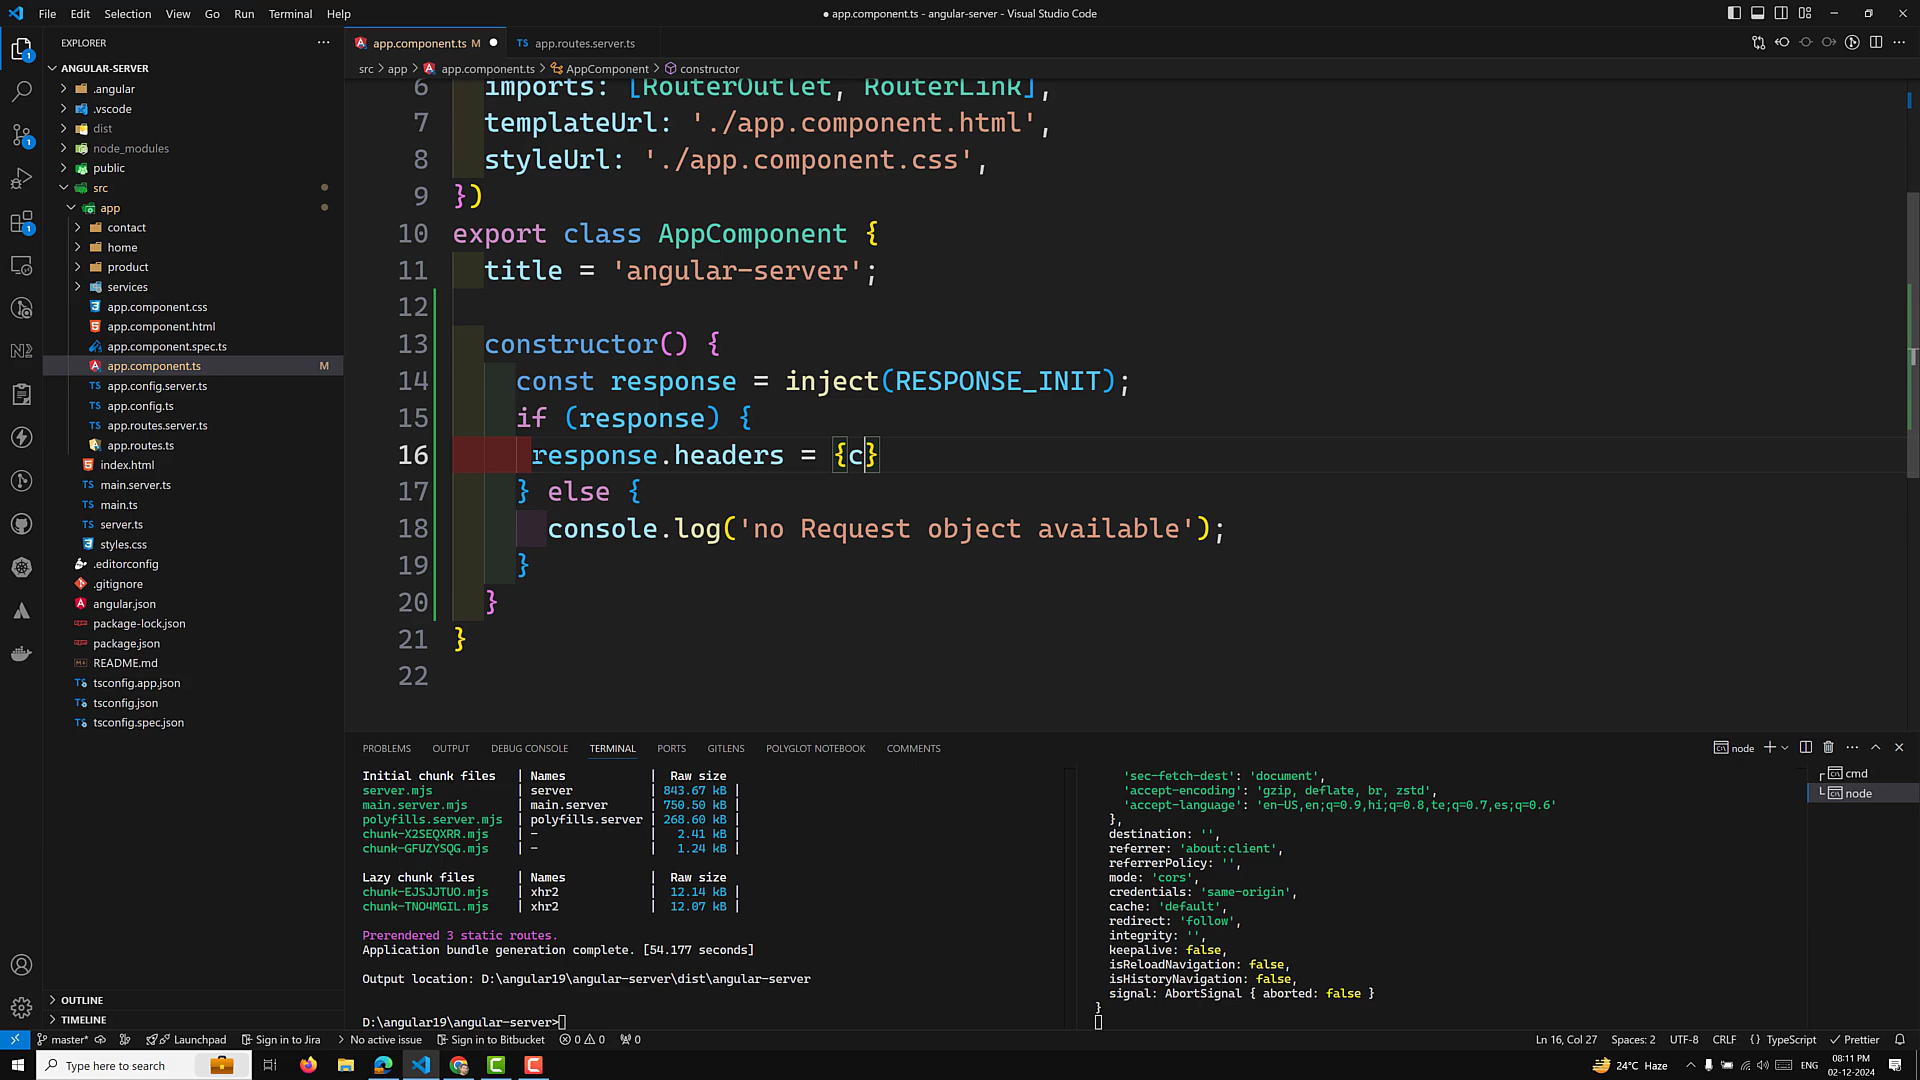 File Edit Selection View Go Run Terminal Help
● app.component.ts - angular-server - Visual Studio Code
EXPLORER
ANGULAR-SERVER
.angular
.vscode
dist
node_modules
public
src
app
contact
home
product
services
app.component.css
app.component.html
app.component.spec.ts
app.component.ts M
app.config.server.ts
app.config.ts
app.routes.server.ts
app.routes.ts
index.html
main.server.ts
main.ts
server.ts
styles.css
.editorconfig
.gitignore
angular.json
package-lock.json
package.json
README.md
tsconfig.app.json
tsconfig.json
tsconfig.spec.json
OUTLINE
TIMELINE
app.component.ts M
app.routes.server.ts
src > app > app.component.ts > AppComponent > constructor
6 imports: [RouterOutlet, RouterLink],
7 templateUrl: './app.component.html',
8 styleUrl: './app.component.css',
9 })
10 export class AppComponent {
11 title = 'angular-server';
12
13 constructor() {
14 const response = inject(RESPONSE_INIT);
15 if (response) {
16 response.headers = {c}
17 } else {
18 console.log('no Request object available');
19 }
20 }
21 }
22
PROBLEMS OUTPUT DEBUG CONSOLE TERMINAL PORTS GITLENS POLYGLOT NOTEBOOK COMMENTS
node
Initial chunk files | Names | Raw size
server.mjs | server | 843.67 kB |
main.server.mjs | main.server | 750.50 kB |
polyfills.server.mjs | polyfills.server | 268.60 kB |
chunk-X2SEQXRR.mjs | - | 2.41 kB |
chunk-GFUZYSQG.mjs | - | 1.24 kB |
Lazy chunk files | Names | Raw size
chunk-EJSJJTUO.mjs | xhr2 | 12.14 kB |
chunk-TNO4MGIL.mjs | xhr2 | 12.07 kB |
Prerendered 3 static routes.
Application bundle generation complete. [54.177 seconds]
Output location: D:\angular19\angular-server\dist\angular-server
D:\angular19\angular-server>
'sec-fetch-dest': 'document',
'accept-encoding': 'gzip, deflate, br, zstd',
'accept-language': 'en-US,en;q=0.9,hi;q=0.8,te;q=0.7,es;q=0.6'
},
destination: '',
referrer: 'about:client',
referrerPolicy: '',
mode: 'cors',
credentials: 'same-origin',
cache: 'default',
redirect: 'follow',
integrity: '',
keepalive: false,
isReloadNavigation: false,
isHistoryNavigation: false,
signal: AbortSignal { aborted: false }
}
cmd
node
master* Launchpad Sign in to Jira No active issue Sign in to Bitbucket 0 0 0
Ln 16, Col 27 Spaces: 2 UTF-8 CRLF {} TypeScript Prettier
Type here to search
24°C Haze
ENG
08:11 PM
02-12-2024